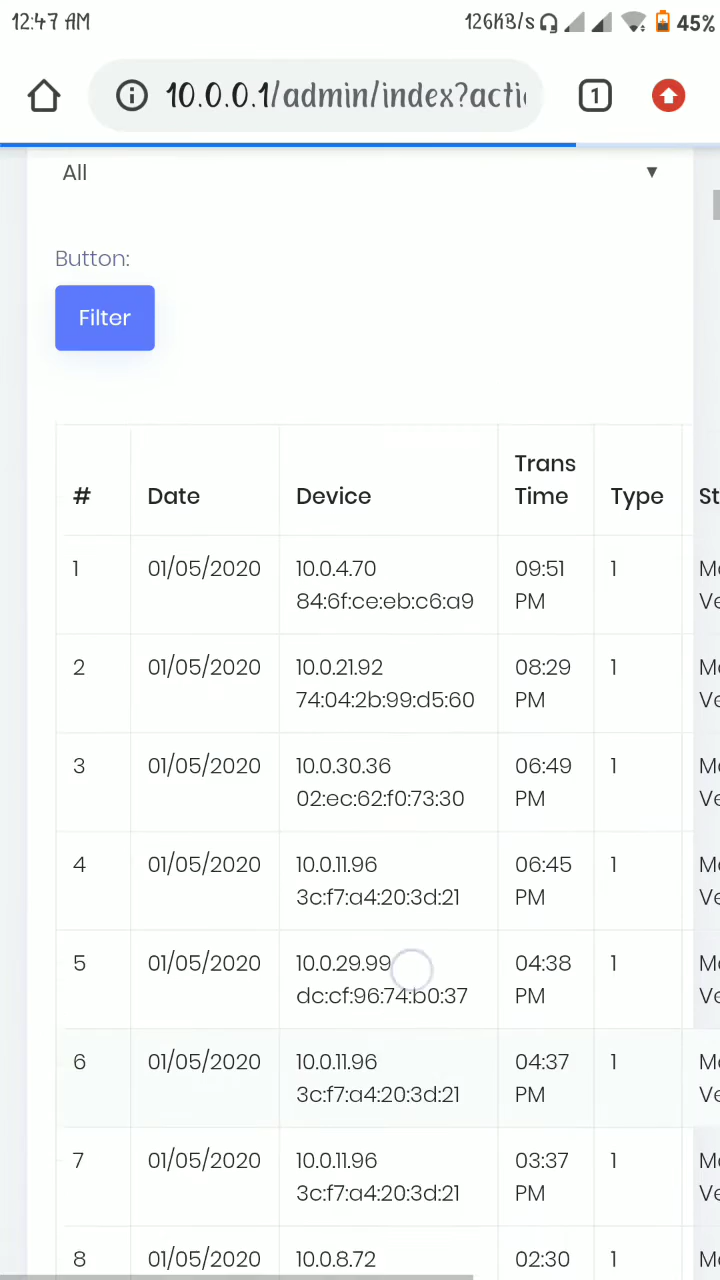 12:47 AM 126KB/s 45%
10.0.0.1/admin/index?acti 1
All
Button:
Filter
# Date Device Trans Time Type
1 01/05/2020 10.0.4.70 09:51 1
84:6f:ce:eb:c6:a9 PM
2 01/05/2020 10.0.21.92 08:29 1
74:04:2b:99:d5:60 PM
3 01/05/2020 10.0.30.36 06:49 1
02:ec:62:f0:73:30 PM
4 01/05/2020 10.0.11.96 06:45 1
3c:f7:a4:20:3d:21 PM
5 01/05/2020 10.0.29.99 04:38 1
dc:cf:96:74:b0:37 PM
6 01/05/2020 10.0.11.96 04:37 1
3c:f7:a4:20:3d:21 PM
7 01/05/2020 10.0.11.96 03:37 1
3c:f7:a4:20:3d:21 PM
8 01/05/2020 10.0.8.72 02:30 1